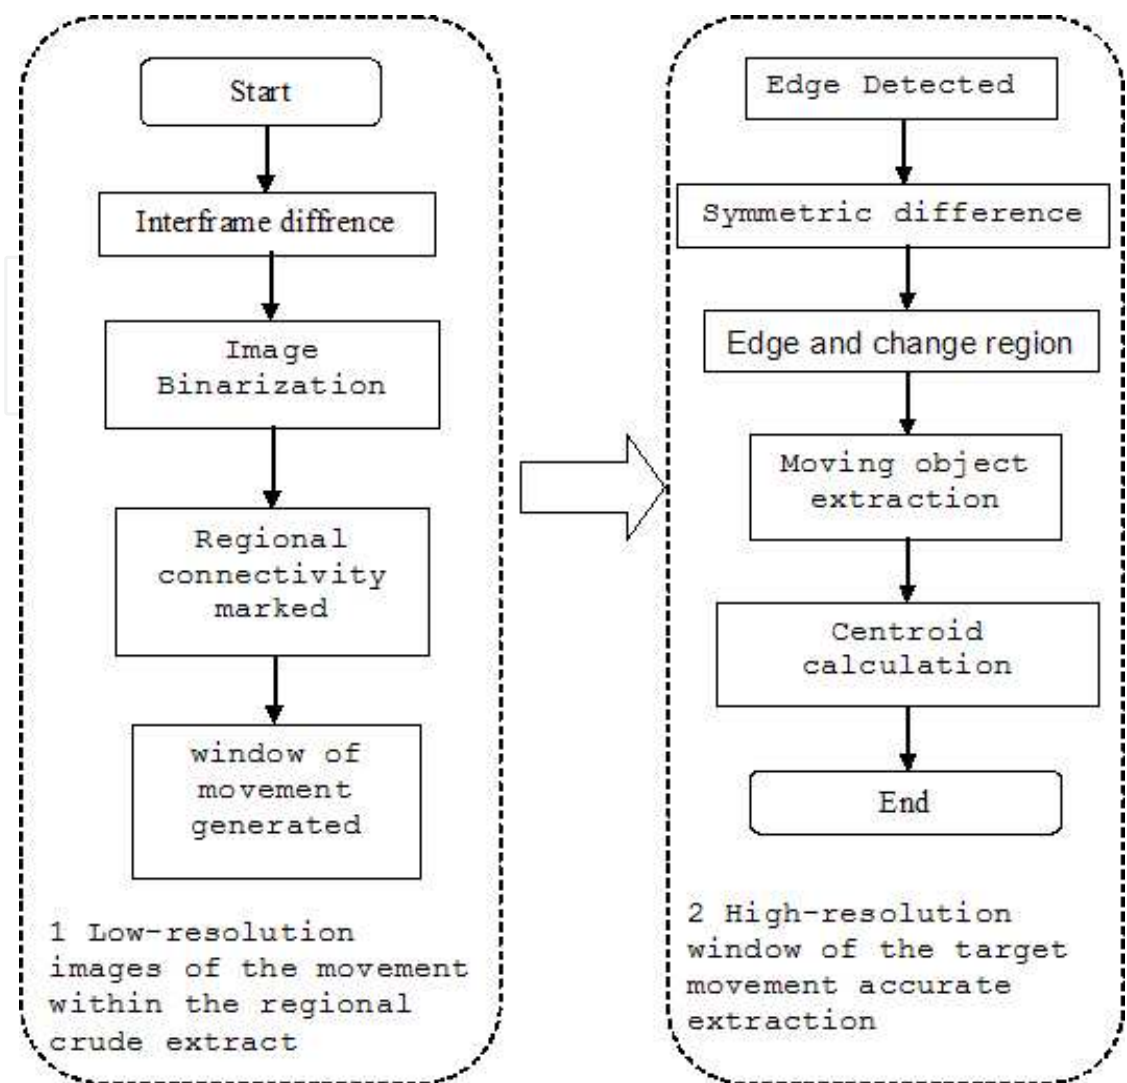 Start
Interframe diffrence
Image
Binarization
Regional
connectivity
marked
window of
movement
generated
1 Low-resolution
images of the movement
within the regional
crude extract
Edge Detected
Symmetric difference
Edge and change region
Moving object
extraction
Centroid
calculation
End
2 High-resolution
window of the target
movement accurate
extraction